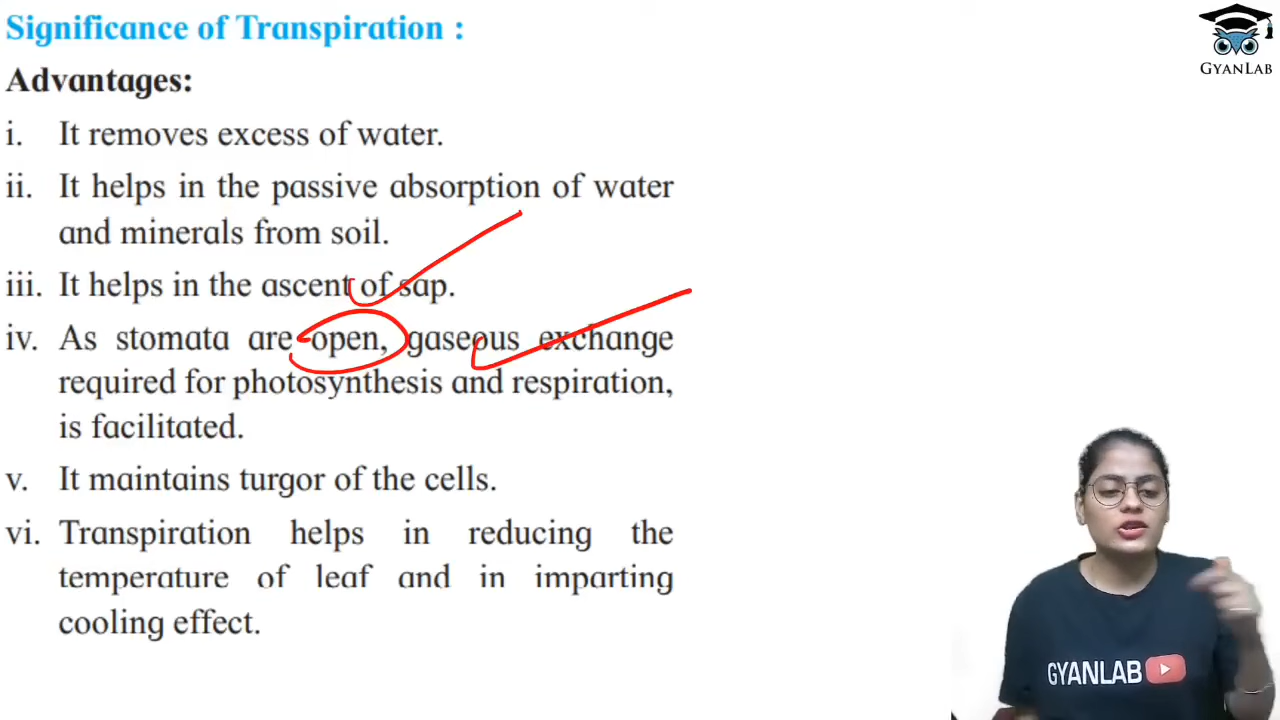 Significance of Transpiration :
GYANLAB
Advantages:
i. It removes excess of water.
ii. It helps in the passive absorption of water
and minerals from soil.
iii. It helps in the ascent of sap.
iv. As stomata are open, gaseous exchange
required for photosynthesis and respiration,
is facilitated.
v. It maintains turgor of the cells.
vi. Transpiration helps in reducing the
temperature of leaf and in imparting
cooling effect.
GYANLAB